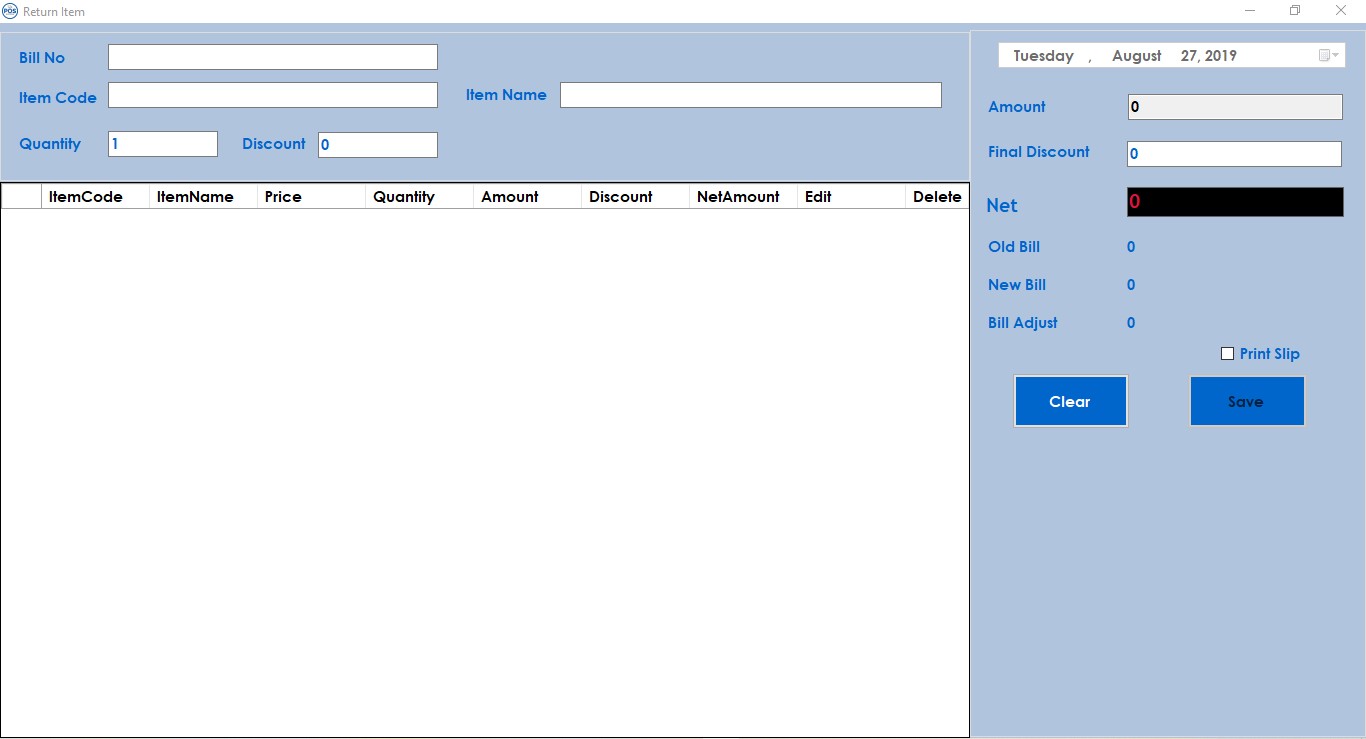 POS Return Item
Bill No
Item Code
Item Name
Quantity 1 Discount 0
ItemCode ItemName Price Quantity Amount Discount NetAmount Edit Delete
Tuesday , August 27, 2019
Amount 0
Final Discount 0
Net 0
Old Bill 0
New Bill 0
Bill Adjust 0
Print Slip
Clear Save